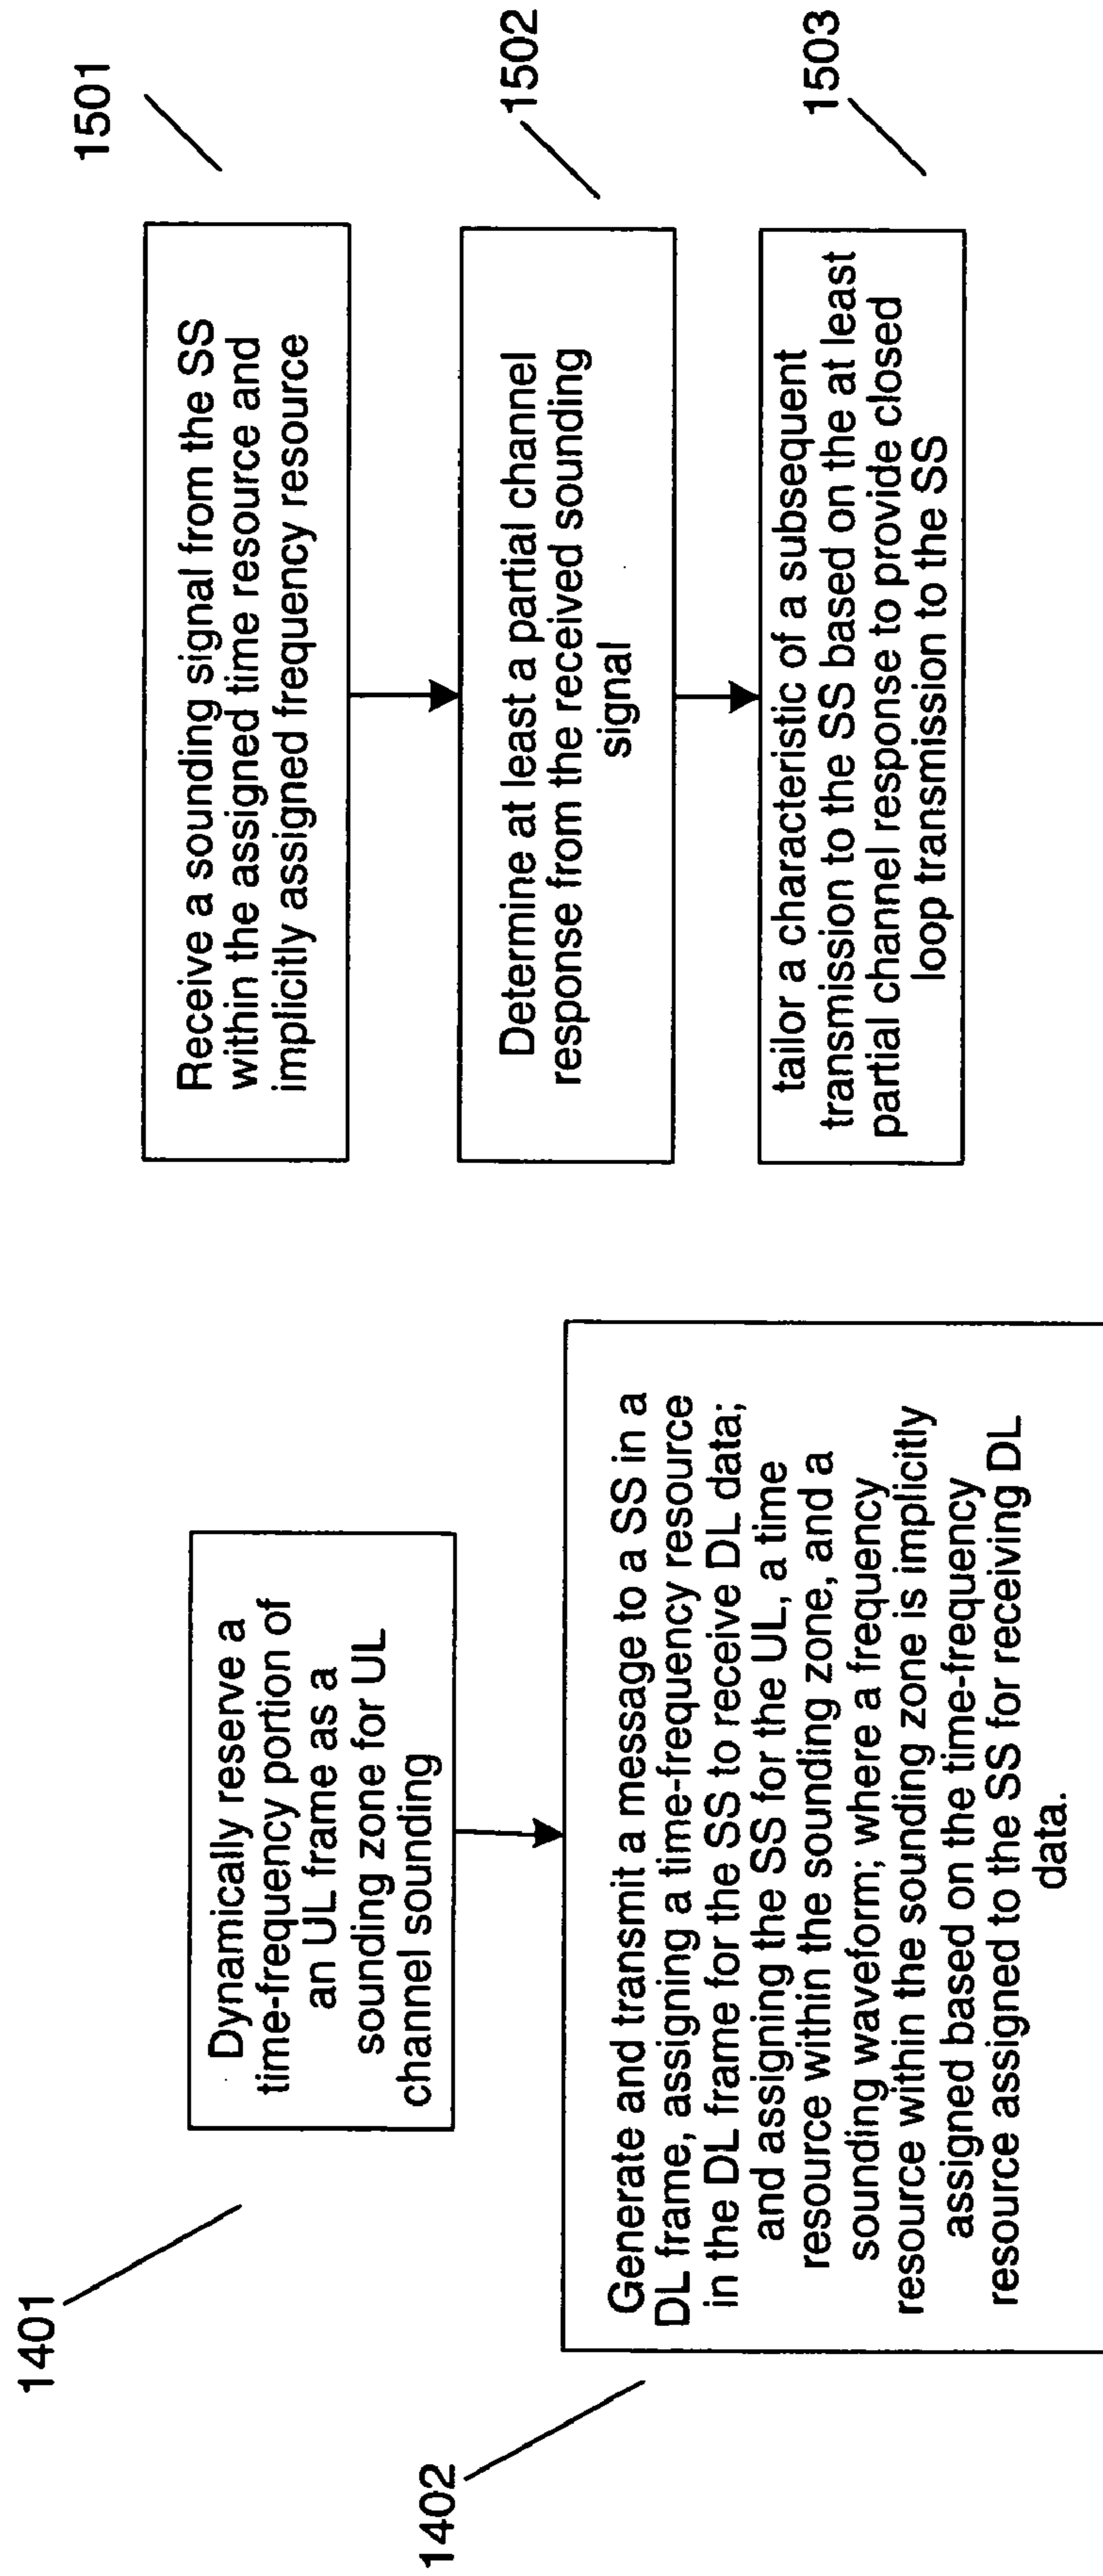 1401
Dynamically reserve a
time-frequency portion of
an UL frame as a
sounding zone for UL
channel sounding
1402
Generate and transmit a message to a SS in a
DL frame, assigning a time-frequency resource
in the DL frame for the SS to receive DL data;
and assigning the SS for the UL, a time
resource within the sounding zone, and a
sounding waveform; where a frequency
resource within the sounding zone is implicitly
assigned based on the time-frequency
resource assigned to the SS for receiving DL
data.
1501
Receive a sounding signal from the SS
within the assigned time resource and
implicitly assigned frequency resource
1502
Determine at least a partial channel
response from the received sounding
signal
1503
tailor a characteristic of a subsequent
transmission to the SS based on the at least
partial channel response to provide closed
loop transmission to the SS